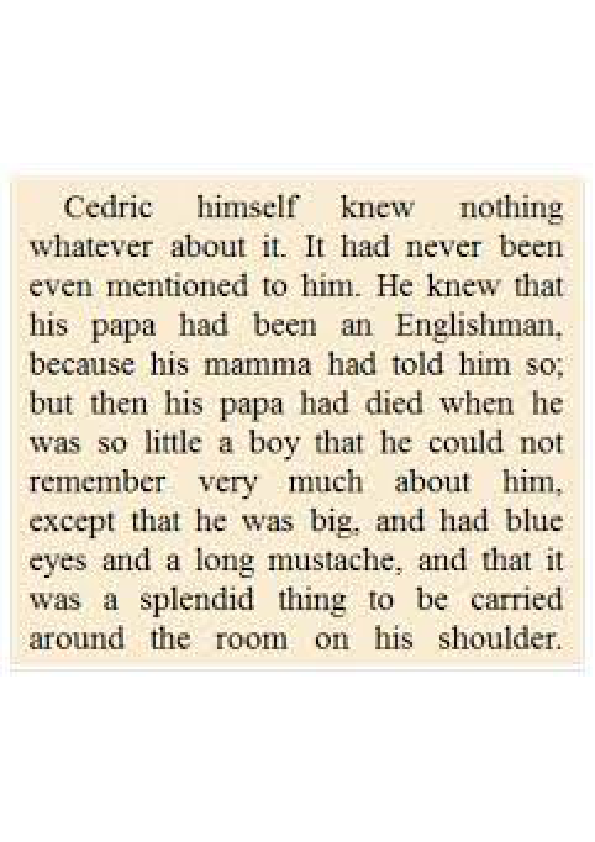 Cedric himself knew nothing
whatever about it. It had never been
even mentioned to him. He knew that
his papa had been an Englishman,
because his mamma had told him so;
but then his papa had died when he
was so little a boy that he could not
remember very much about him,
except that he was big, and had blue
eyes and a long mustache, and that it
was a splendid thing to be carried
around the room on his shoulder.